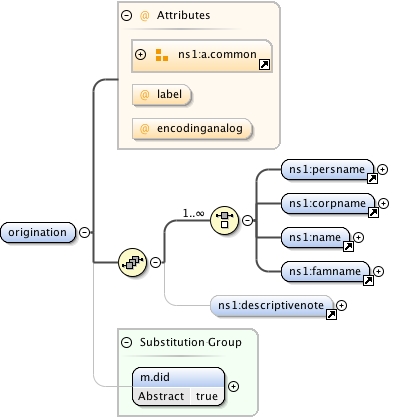 @ Attributes
ns1:a.common
@ label
@ encodinganalog
1..∞
ns1:persname
ns1:corpname
origination
ns1:name
ns1:famname
ns1:descriptivenote
Substitution Group
m.did
Abstract true